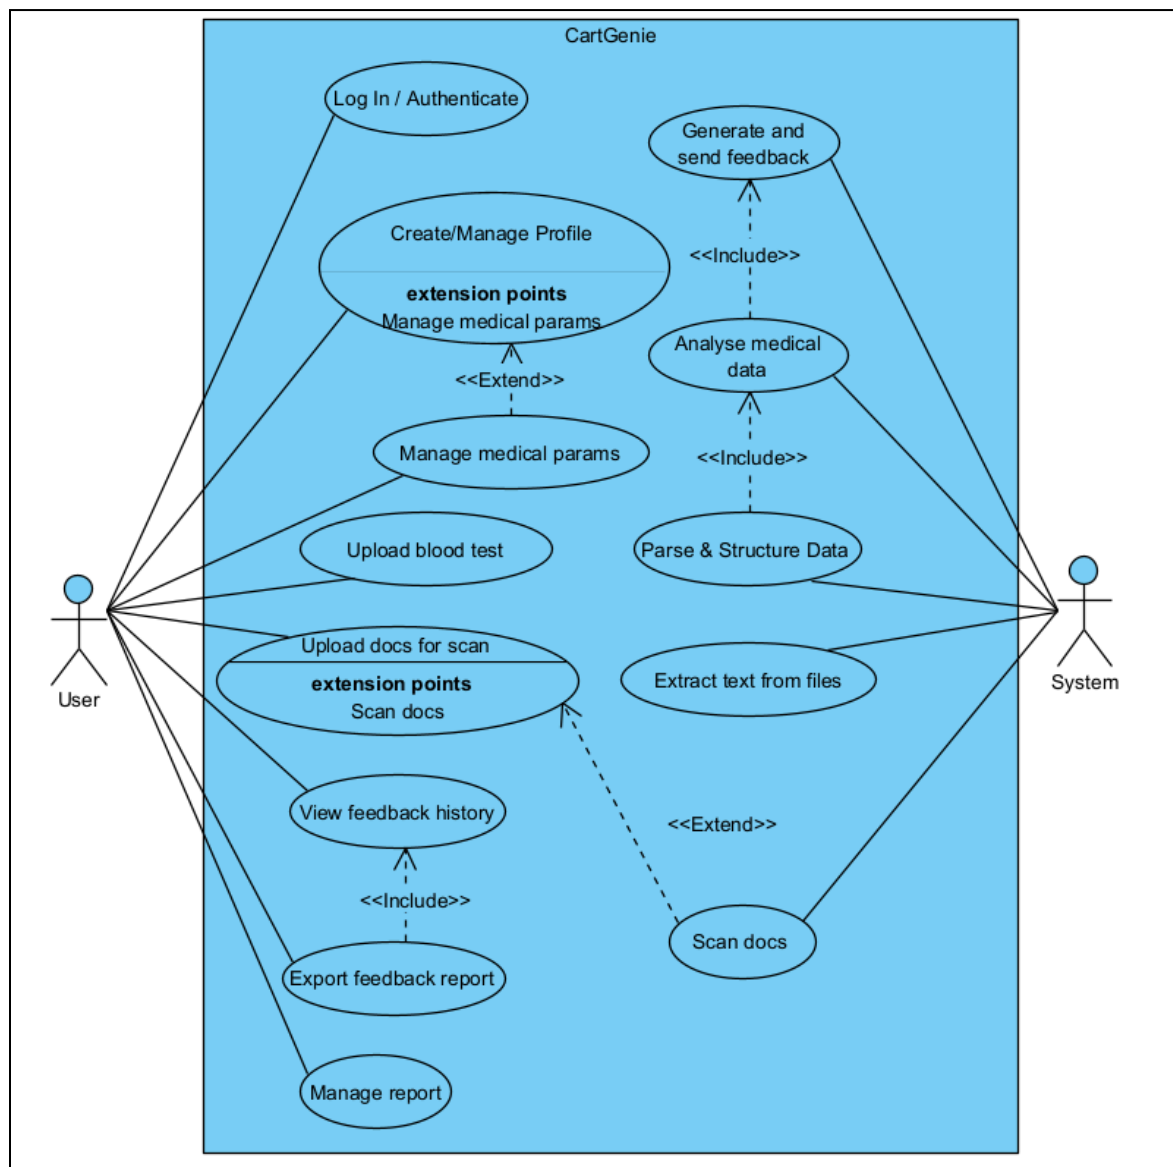 CartGenie
Log In / Authenticate
Generate and
send feedback
Create/Manage Profile
<<Include>>
extension points
Manage medical params
Analyse medical
data
<<Extend>>
Manage medical params
<<Include>>
Upload blood test
Parse & Structure Data
Upload docs for scan
extension points
Scan docs
Extract text from files
User
System
View feedback history
<<Extend>>
<<Include>>
Scan docs
Export feedback report
Manage report